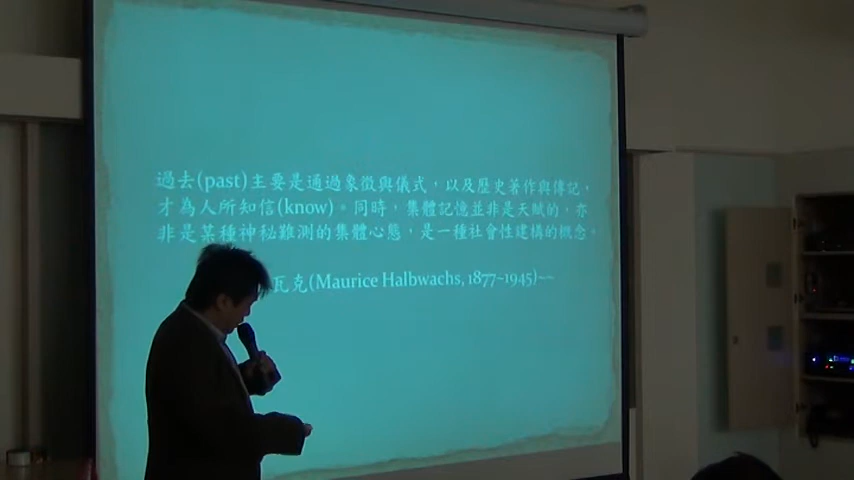 過去(past)主要是通過象徵與儀式，以及歷史著作與傳記，
才為人所知信(know)。同時，集體記憶並非是天賦的，亦
非是某種神秘難測的集體心態，是一種社會性建構的概念。
瓦克(Maurice Halbwachs, 1877~1945)~~